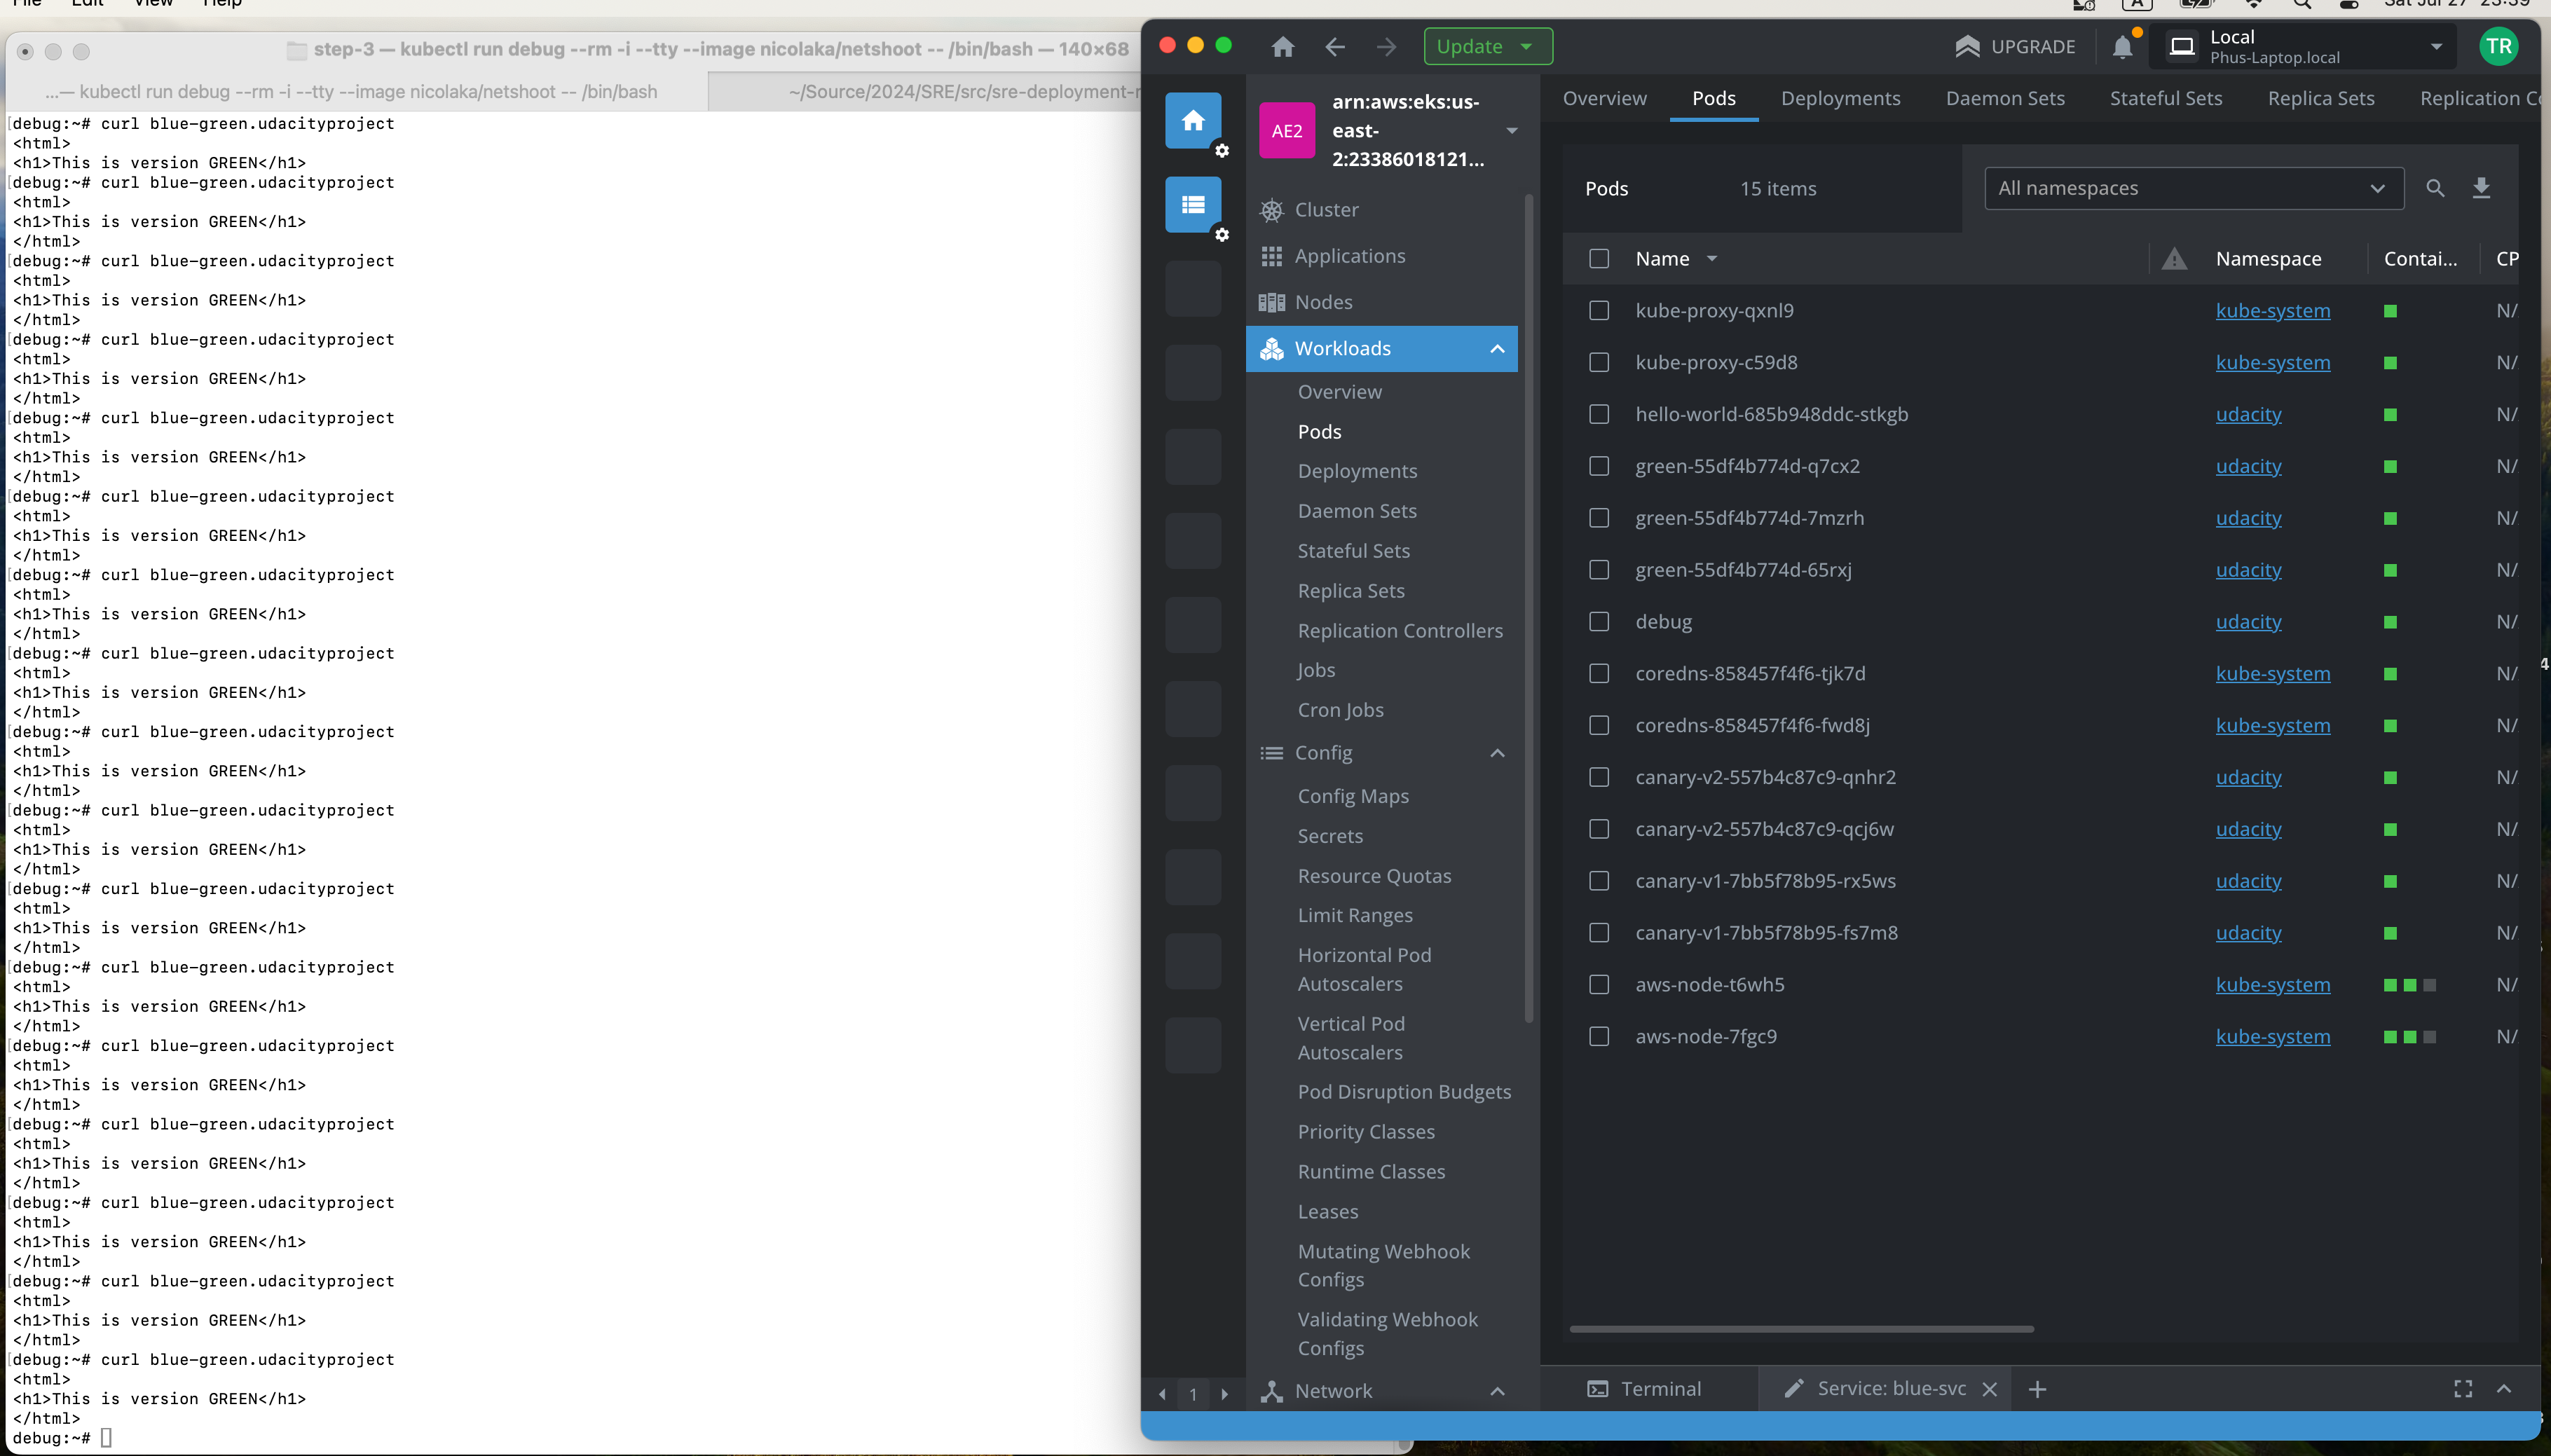 File Edit View Help
A
Sat Jul 27 23:39
step-3 — kubectl run debug --rm -i --tty --image nicolaka/netshoot -- /bin/bash — 140×68
...— kubectl run debug --rm -i --tty --image nicolaka/netshoot -- /bin/bash
~/Source/2024/SRE/src/sre-deployment-r
[debug:~# curl blue-green.udacityproject
<html>
<h1>This is version GREEN</h1>
[debug:~# curl blue-green.udacityproject
<html>
<h1>This is version GREEN</h1>
</html>
[debug:~# curl blue-green.udacityproject
<html>
<h1>This is version GREEN</h1>
</html>
[debug:~# curl blue-green.udacityproject
<html>
<h1>This is version GREEN</h1>
</html>
[debug:~# curl blue-green.udacityproject
<html>
<h1>This is version GREEN</h1>
</html>
[debug:~# curl blue-green.udacityproject
<html>
<h1>This is version GREEN</h1>
</html>
[debug:~# curl blue-green.udacityproject
<html>
<h1>This is version GREEN</h1>
</html>
[debug:~# curl blue-green.udacityproject
<html>
<h1>This is version GREEN</h1>
</html>
[debug:~# curl blue-green.udacityproject
<html>
<h1>This is version GREEN</h1>
</html>
[debug:~# curl blue-green.udacityproject
<html>
<h1>This is version GREEN</h1>
</html>
[debug:~# curl blue-green.udacityproject
<html>
<h1>This is version GREEN</h1>
</html>
[debug:~# curl blue-green.udacityproject
<html>
<h1>This is version GREEN</h1>
</html>
[debug:~# curl blue-green.udacityproject
<html>
<h1>This is version GREEN</h1>
</html>
[debug:~# curl blue-green.udacityproject
<html>
<h1>This is version GREEN</h1>
</html>
[debug:~# curl blue-green.udacityproject
<html>
<h1>This is version GREEN</h1>
</html>
[debug:~# curl blue-green.udacityproject
<html>
<h1>This is version GREEN</h1>
</html>
[debug:~# curl blue-green.udacityproject
<html>
<h1>This is version GREEN</h1>
</html>
debug:~#
Update
UPGRADE
Local
Phus-Laptop.local
TR
AE2
arn:aws:eks:us-
east-
2:23386018121...
Cluster
Applications
Nodes
Workloads
Overview
Pods
Deployments
Daemon Sets
Stateful Sets
Replica Sets
Replication Controllers
Jobs
Cron Jobs
Config
Config Maps
Secrets
Resource Quotas
Limit Ranges
Horizontal Pod
Autoscalers
Vertical Pod
Autoscalers
Pod Disruption Budgets
Priority Classes
Runtime Classes
Leases
Mutating Webhook
Configs
Validating Webhook
Configs
Network
1
Overview Pods Deployments Daemon Sets Stateful Sets Replica Sets Replication Co
Pods 15 items All namespaces
Name Namespace Contai... CP
kube-proxy-qxnl9 kube-system N/
kube-proxy-c59d8 kube-system N/
hello-world-685b948ddc-stkgb udacity N/
green-55df4b774d-q7cx2 udacity N/
green-55df4b774d-7mzrh udacity N/
green-55df4b774d-65rxj udacity N/
debug udacity N/
coredns-858457f4f6-tjk7d kube-system N/
coredns-858457f4f6-fwd8j kube-system N/
canary-v2-557b4c87c9-qnhr2 udacity N/
canary-v2-557b4c87c9-qcj6w udacity N/
canary-v1-7bb5f78b95-rx5ws udacity N/
canary-v1-7bb5f78b95-fs7m8 udacity N/
aws-node-t6wh5 kube-system N/
aws-node-7fgc9 kube-system N/
Terminal Service: blue-svc